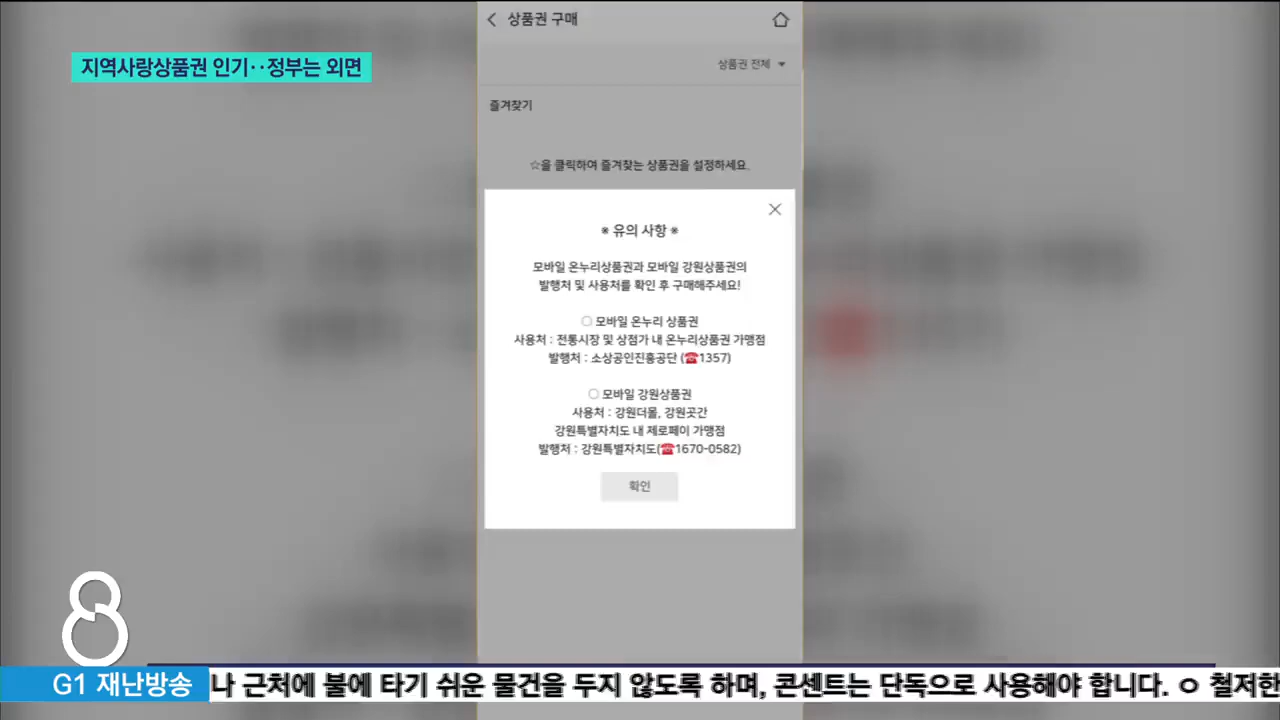 상품권 구매
지역사랑상품권 인기‥정부는 외면
상품권 전체
즐겨찾기
☆을 클릭하여 즐겨찾는 상품권을 설정하세요.
※ 유의 사항 ※
모바일 온누리상품권과 모바일 강원상품권의
발행처 및 사용처를 확인 후 구매해주세요!
○ 모바일 온누리 상품권
사용처 : 전통시장 및 상점가 내 온누리상품권 가맹점
발행처 : 소상공인진흥공단 (☎1357)
○ 모바일 강원상품권
사용처 : 강원더몰, 강원곳간
강원특별자치도 내 제로페이 가맹점
발행처 : 강원특별자치도(☎1670-0582)
확인
8
G1 재난방송 나 근처에 불에 타기 쉬운 물건을 두지 않도록 하며, 콘센트는 단독으로 사용해야 합니다. ㅇ 철저한